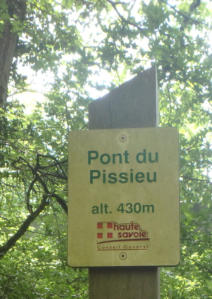 Pont du
Pissieu
alt. 430m
haute
savoie
Conseil Général